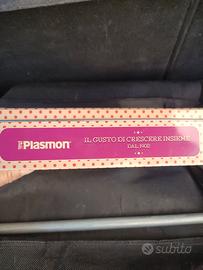 Plasmon®
IL GUSTO DI CRESCERE INSIEME
DAL 1902
subito